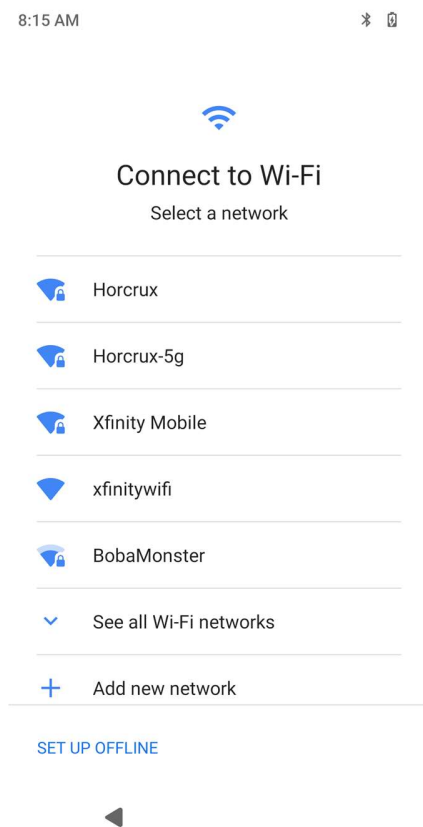 8:15 AM
Connect to Wi-Fi
Select a network
Horcrux
Horcrux-5g
Xfinity Mobile
xfinitywifi
BobaMonster
See all Wi-Fi networks
Add new network
SET UP OFFLINE